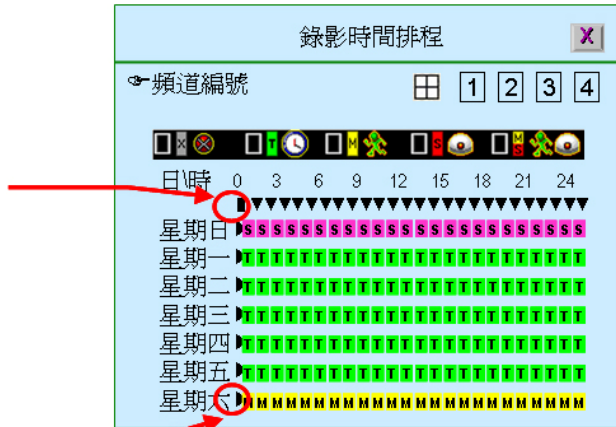 錄影時間排程 X
☞頻道編號 1 2 3 4
X T M S M S
日\時 0 3 6 9 12 15 18 21 24
星期日 S S S S S S S S S S S S S S S S S S S S S S S S
星期一 T T T T T T T T T T T T T T T T T T T T T T T T
星期二 T T T T T T T T T T T T T T T T T T T T T T T T
星期三 T T T T T T T T T T T T T T T T T T T T T T T T
星期四 T T T T T T T T T T T T T T T T T T T T T T T T
星期五 T T T T T T T T T T T T T T T T T T T T T T T T
星期六 M M M M M M M M M M M M M M M M M M M M M M M M